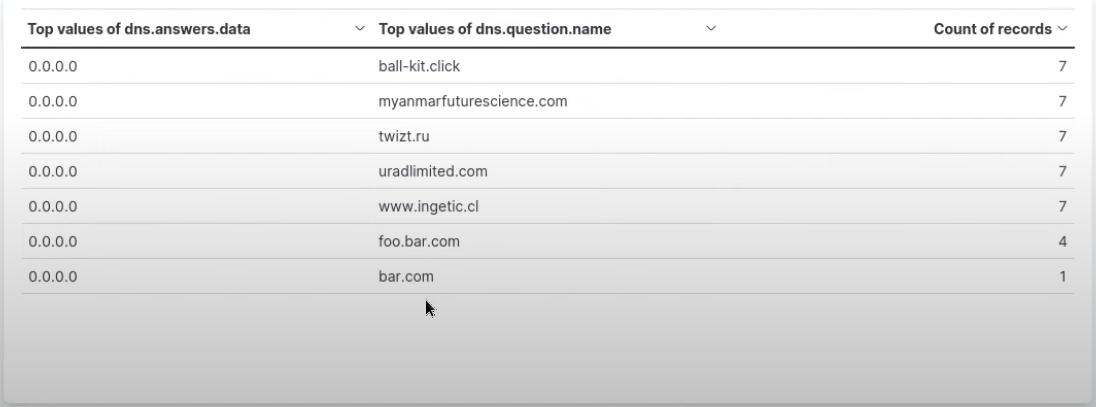 Top values of dns.answers.data Top values of dns.question.name Count of records
0.0.0.0 ball-kit.click 7
0.0.0.0 myanmarfuturescience.com 7
0.0.0.0 twizt.ru 7
0.0.0.0 uradlimited.com 7
0.0.0.0 www.ingetic.cl 7
0.0.0.0 foo.bar.com 4
0.0.0.0 bar.com 1